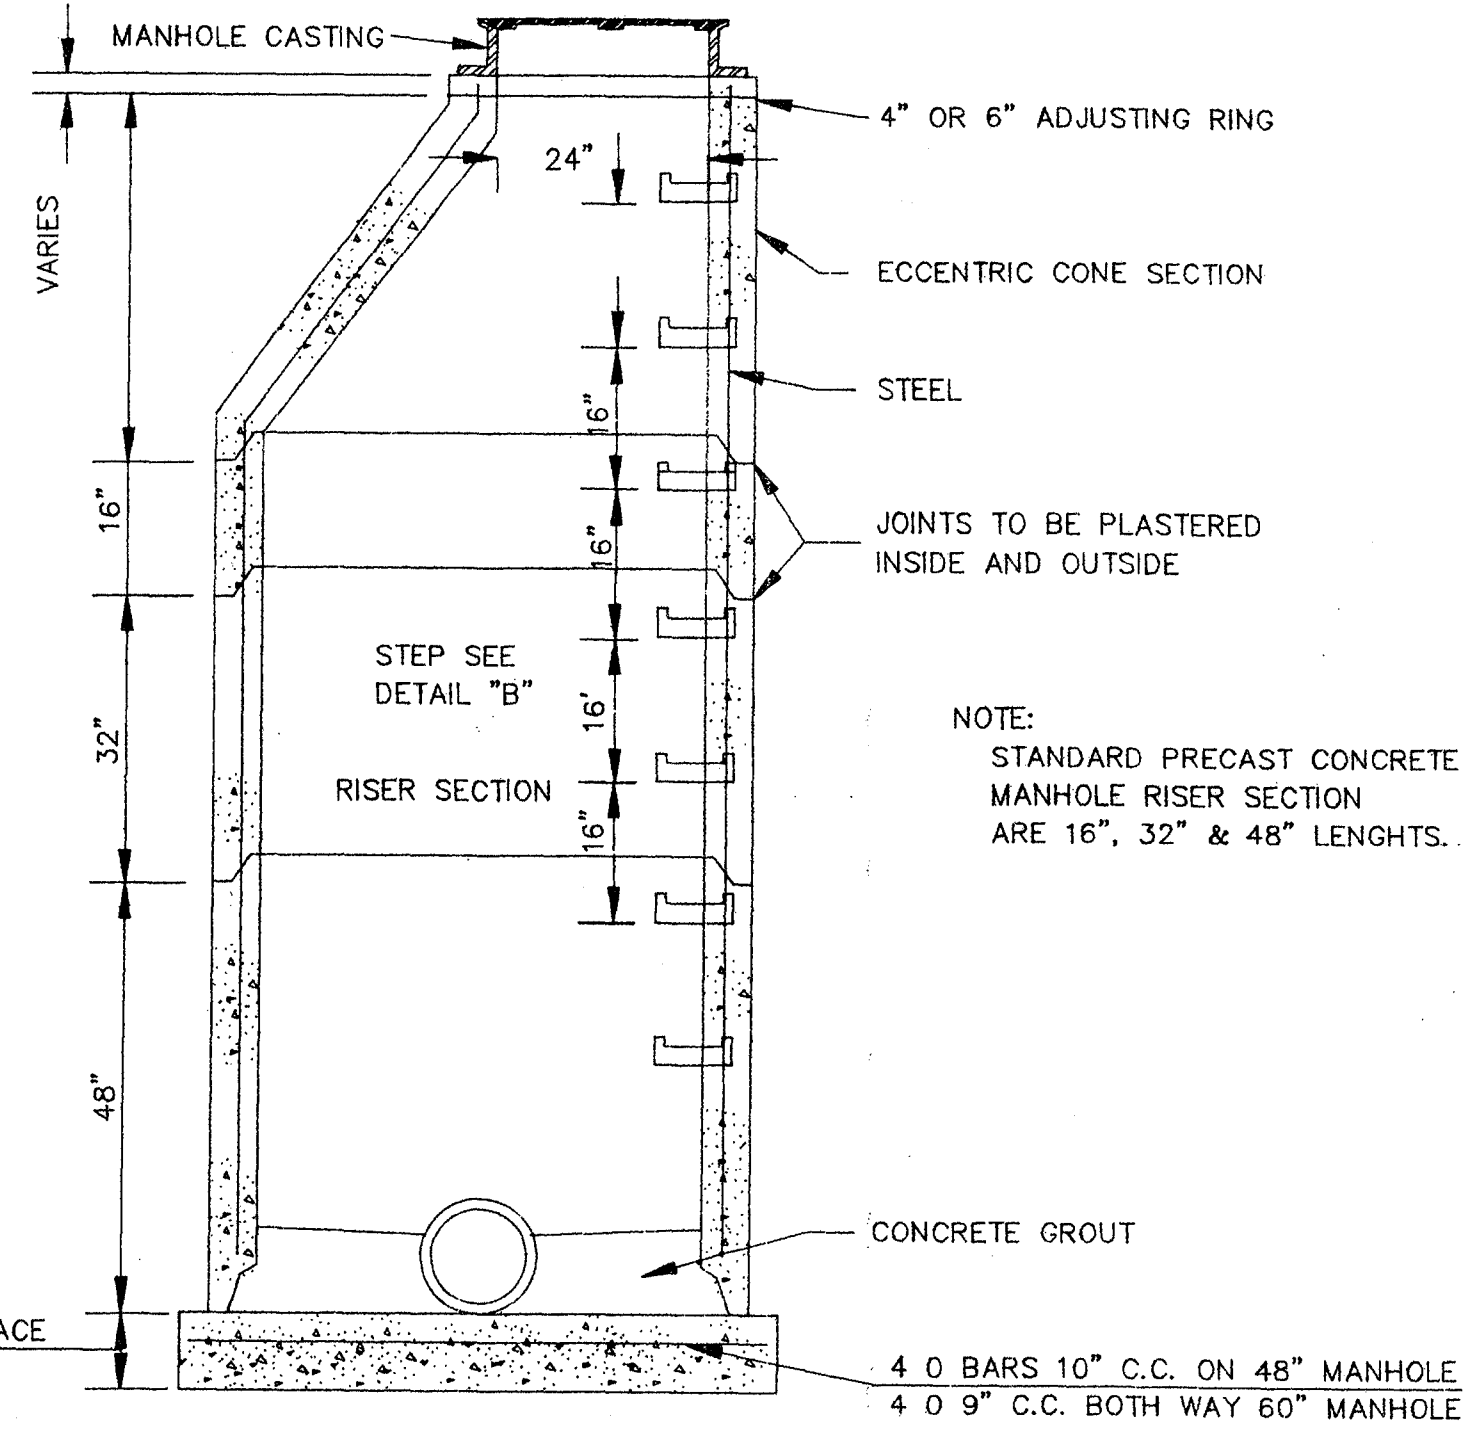 MANHOLE CASTING
4" OR 6" ADJUSTING RING
24"
VARIES
ECCENTRIC CONE SECTION
STEEL
16"
16"
16"
JOINTS TO BE PLASTERED
INSIDE AND OUTSIDE
STEP SEE
DETAIL "B"
32"
16'
NOTE:
STANDARD PRECAST CONCRETE
MANHOLE RISER SECTION
ARE 16", 32" & 48" LENGHTS.
RISER SECTION
16"
48"
CONCRETE GROUT
ACE
4 0 BARS 10" C.C. ON 48" MANHOLE
4 0 9" C.C. BOTH WAY 60" MANHOLE